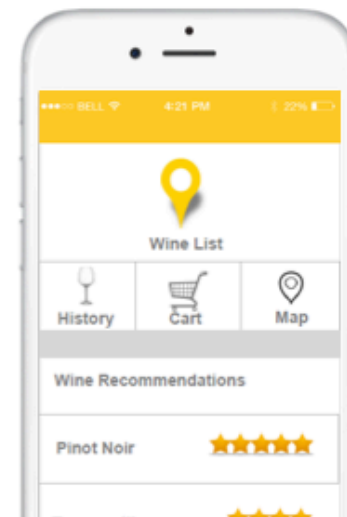 BELL 4:21 PM 22%
Wine List
History Cart Map
Wine Recommendations
Pinot Noir